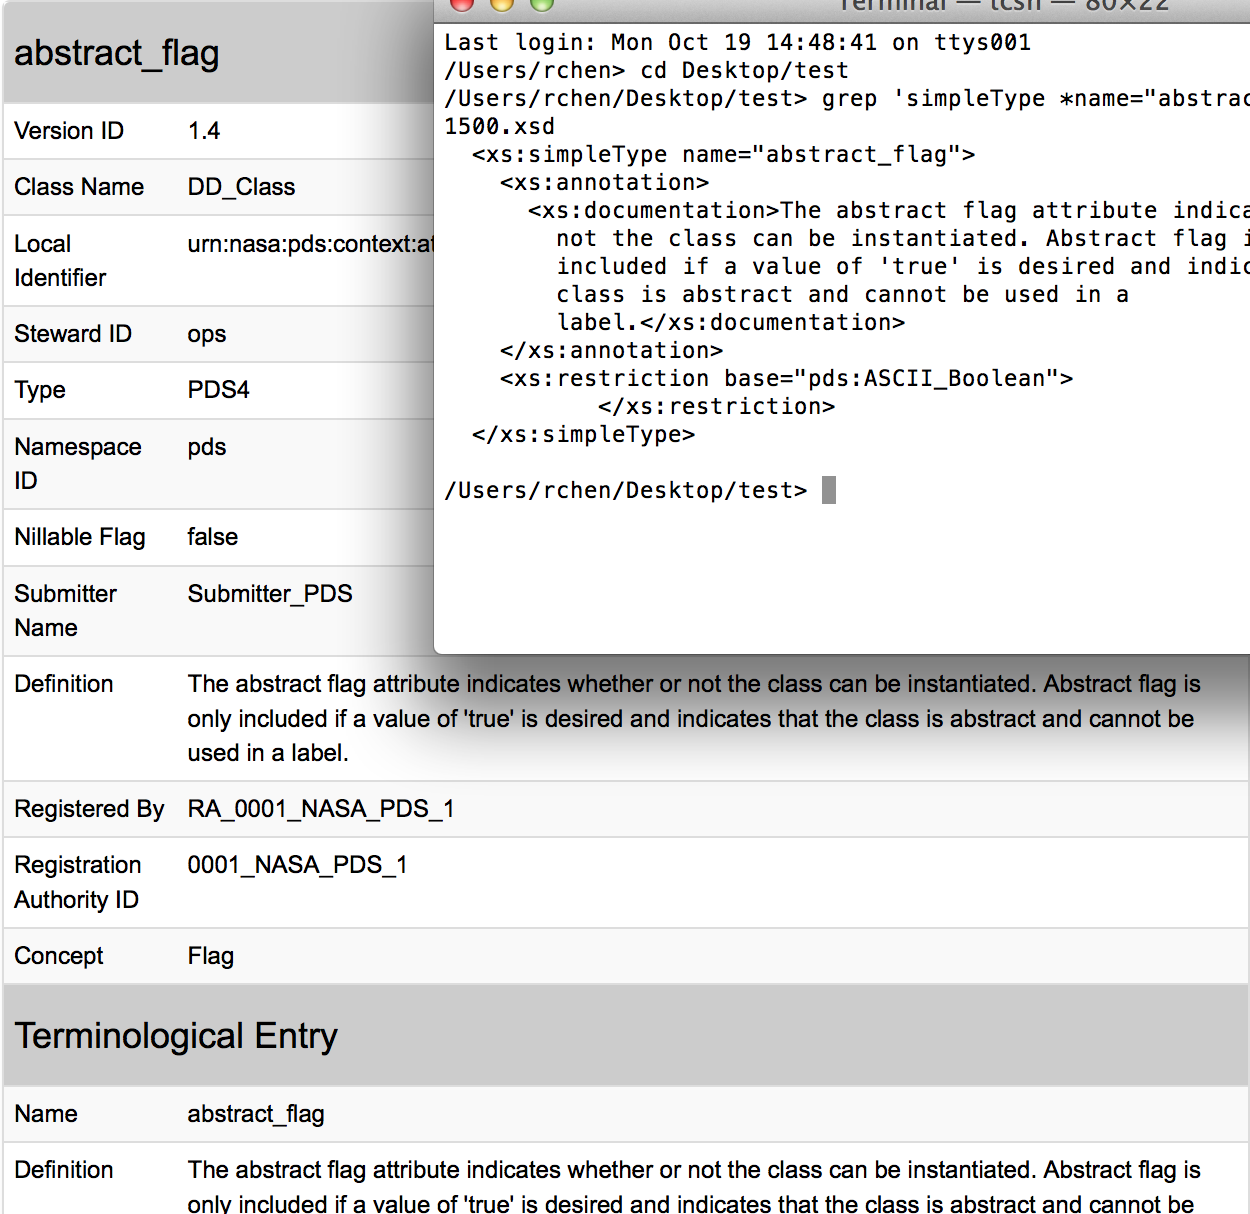 abstract_flag
Version ID 1.4
Class Name DD_Class
Local urn:nasa:pds:context:at
Identifier
Steward ID ops
Type PDS4
Namespace pds
ID
Nillable Flag false
Submitter Submitter_PDS
Name
Terminal — tcsh — 80×22
Last login: Mon Oct 19 14:48:41 on ttys001
/Users/rchen> cd Desktop/test
/Users/rchen/Desktop/test> grep 'simpleType *name="abstrac
1500.xsd
<xs:simpleType name="abstract_flag">
<xs:annotation>
<xs:documentation>The abstract flag attribute indica
not the class can be instantiated. Abstract flag i
included if a value of 'true' is desired and indic
class is abstract and cannot be used in a
label.</xs:documentation>
</xs:annotation>
<xs:restriction base="pds:ASCII_Boolean">
</xs:restriction>
</xs:simpleType>
/Users/rchen/Desktop/test>
Definition The abstract flag attribute indicates whether or not the class can be instantiated. Abstract flag is
only included if a value of 'true' is desired and indicates that the class is abstract and cannot be
used in a label.
Registered By RA_0001_NASA_PDS_1
Registration 0001_NASA_PDS_1
Authority ID
Concept Flag
Terminological Entry
Name abstract_flag
Definition The abstract flag attribute indicates whether or not the class can be instantiated. Abstract flag is
only included if a value of 'true' is desired and indicates that the class is abstract and cannot be